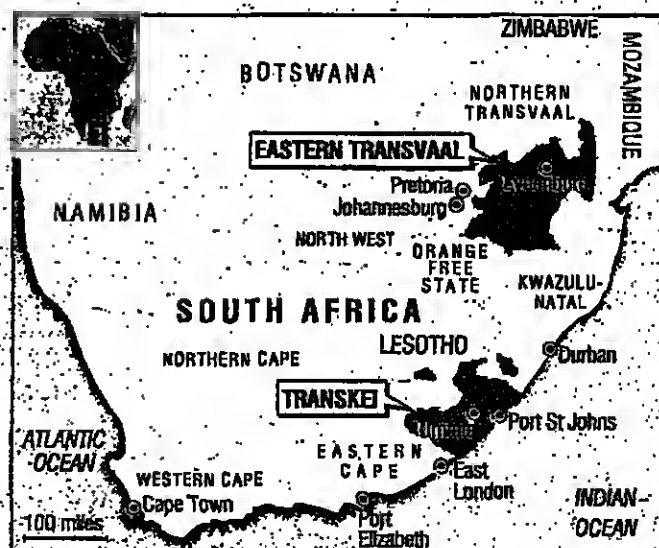 ZIMBABWE
MOZAMBIQUE
BOTSWANA
NORTHERN
TRANSVAAL
EASTERN TRANSVAAL
Pretoria
Johannesburg
NAMIBIA
NORTH WEST
ORANGE
FREE
STATE
KWAZULU-
NATAL
SOUTH AFRICA
LESOTHO
NORTHERN CAPE
Durban
TRANSKEI
Port St Johns
ATLANTIC
OCEAN
EASTERN
CAPE
WESTERN CAPE
East
London
Cape Town
INDIAN
OCEAN
100 miles
Port
Elizabeth